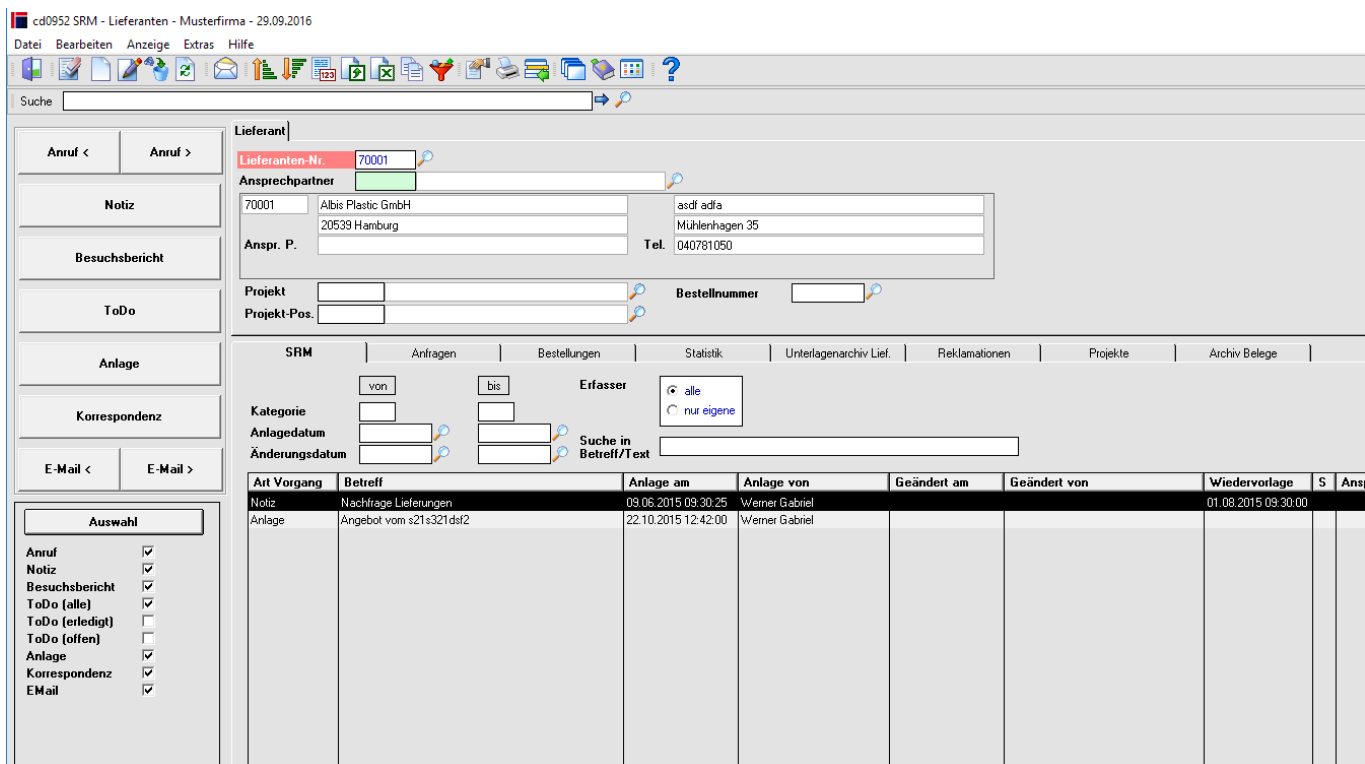 cd0952 SRM - Lieferanten - Musterfirma - 29.09.2016
Datei Bearbeiten Anzeige Extras Hilfe
123
Suche
Anruf < Anruf >
Notiz
Besuchsbericht
ToDo
Anlage
Korrespondenz
E-Mail < E-Mail >
Auswahl
Anruf
Notiz
Besuchsbericht
ToDo (alle)
ToDo (erledigt)
ToDo (offen)
Anlage
Korrespondenz
EMail
Lieferant
Lieferanten-Nr. 70001
Ansprechpartner
70001 Albis Plastic GmbH asdf adfa
20539 Hamburg Mühlenhagen 35
Anspr. P. Tel. 040781050
Projekt Bestellnummer
Projekt-Pos.
SRM Anfragen Bestellungen Statistik Unterlagenarchiv Lief. Reklamationen Projekte Archiv Belege
von bis Erfasser alle
nur eigene
Kategorie
Anlagedatum
Änderungsdatum
Suche in
Betreff/Text
Art Vorgang Betreff Anlage am Anlage von Geändert am Geändert von Wiedervorlage S Ansp
Notiz Nachfrage Lieferungen 09.06.2015 09:30:25 Werner Gabriel 01.08.2015 09:30:00
Anlage Angebot vom s21s321dsf2 22.10.2015 12:42:00 Werner Gabriel